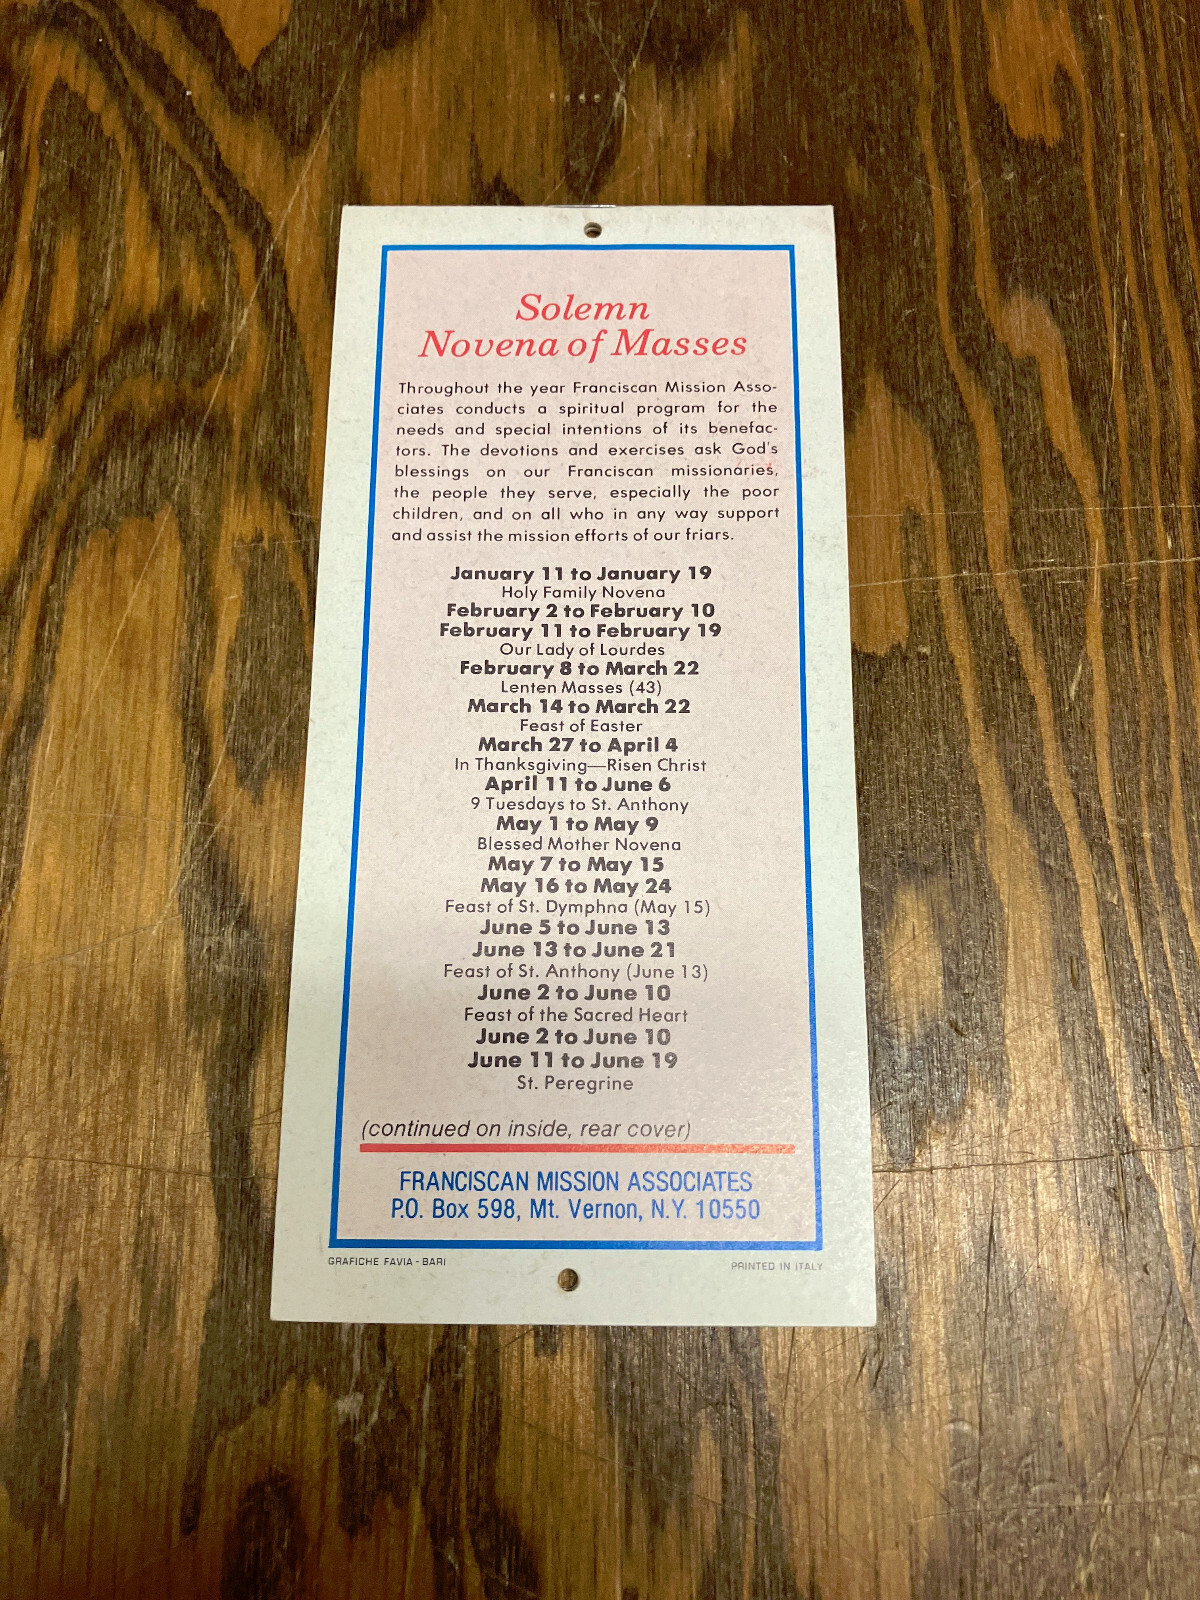 Solemn
Novena of Masses
Throughout the year Franciscan Mission Asso-
ciates conducts a spiritual program for the
needs and special intentions of its benefac-
tors. The devotions and exercises ask God's
blessings on our Franciscan missionaries,
the people they serve, especially the poor
children, and on all who in any way support
and assist the mission efforts of our friars.
January 11 to January 19
Holy Family Novena
February 2 to February 10
February 11 to February 19
Our Lady of Lourdes
February 8 to March 22
Lenten Masses (43)
March 14 to March 22
Feast of Easter
March 27 to April 4
In Thanksgiving—Risen Christ
April 11 to June 6
9 Tuesdays to St. Anthony
May 1 to May 9
Blessed Mother Novena
May 7 to May 15
May 16 to May 24
Feast of St. Dymphna (May 15)
June 5 to June 13
June 13 to June 21
Feast of St. Anthony (June 13)
June 2 to June 10
Feast of the Sacred Heart
June 2 to June 10
June 11 to June 19
St. Peregrine
(continued on inside, rear cover)
FRANCISCAN MISSION ASSOCIATES
P.O. Box 598, Mt. Vernon, N.Y. 10550
GRAFICHE FAVIA - BARI
PRINTED IN ITALY